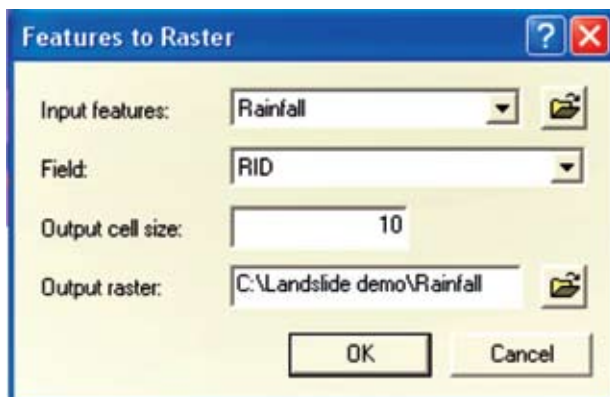 Features to Raster ?
Input features: Rainfall
Field: RID
Output cell size: 10
Output raster: C:\Landslide demo\Rainfall
OK Cancel